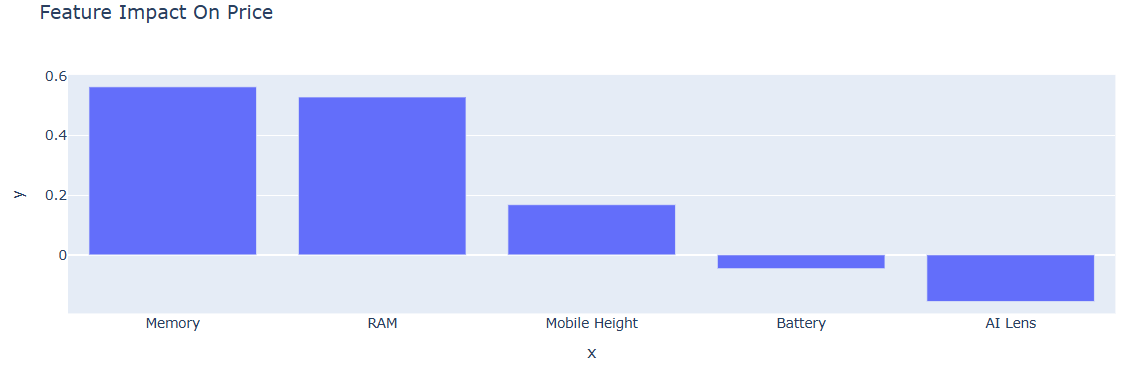 Feature Impact On Price
0.6
0.4
0.2
0
y
Memory RAM Mobile Height Battery AI Lens
x